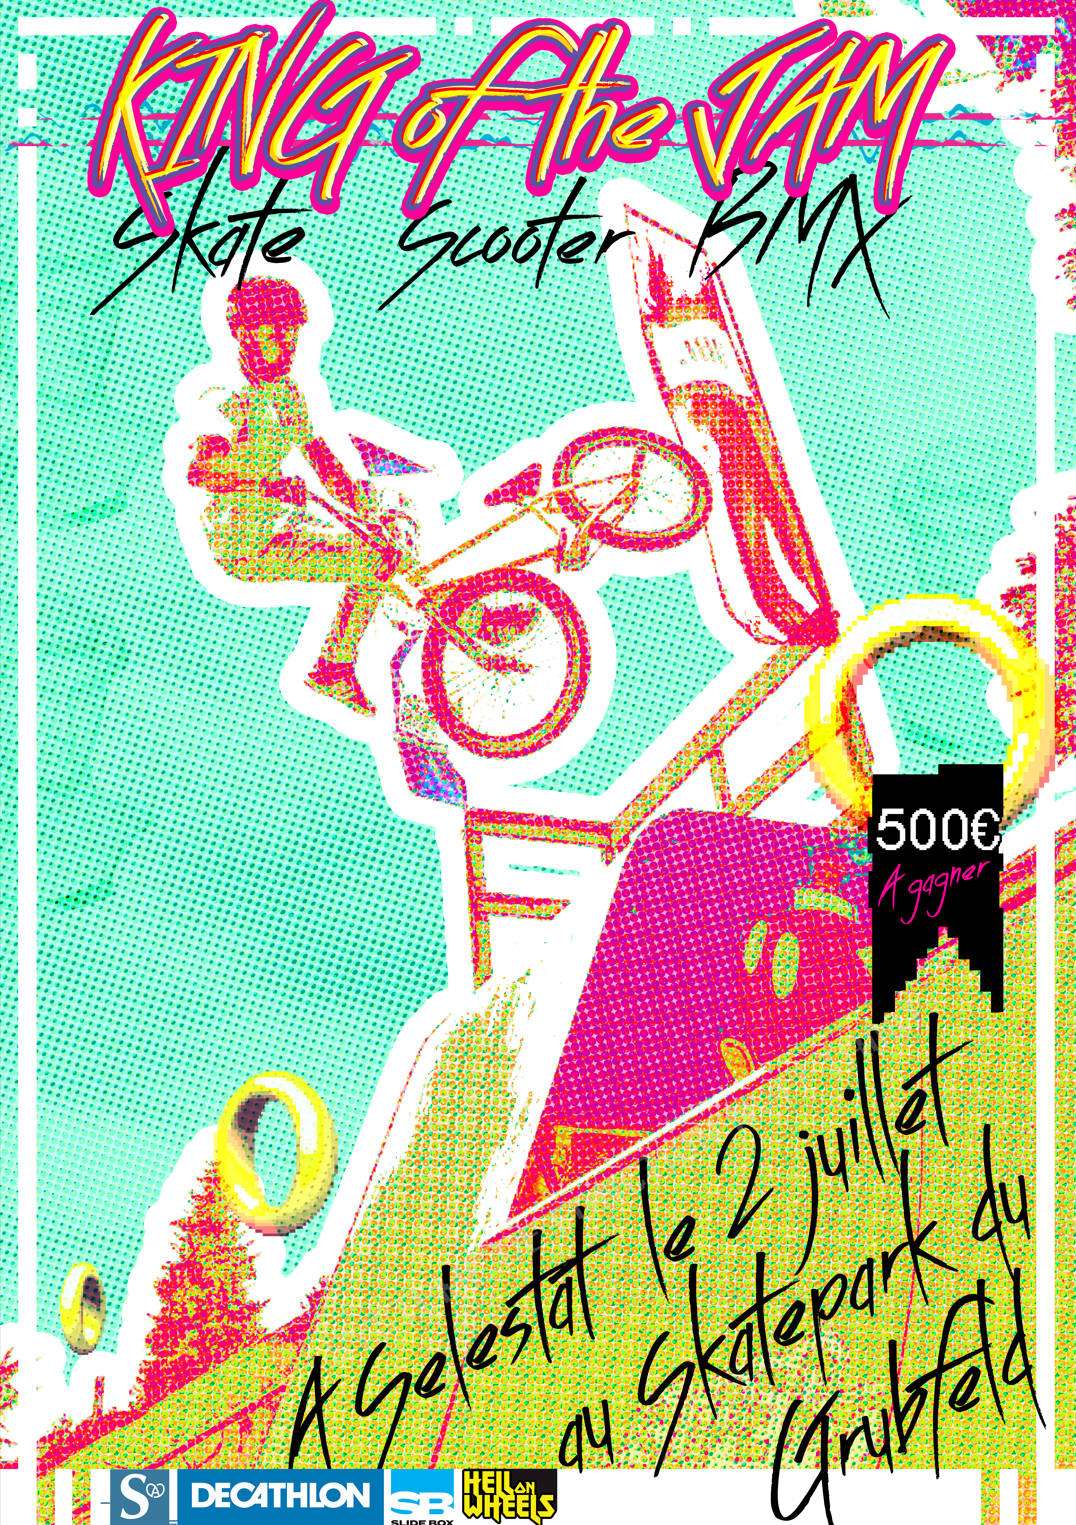 KING of the JAM
Skate Scooter BMX
500€
A gagner
A Selestat le 2 juillet
au Skatepark du
Grubfeld
S
DECATHLON
SB
SLIDE BOX
HELL ON
WHEELS